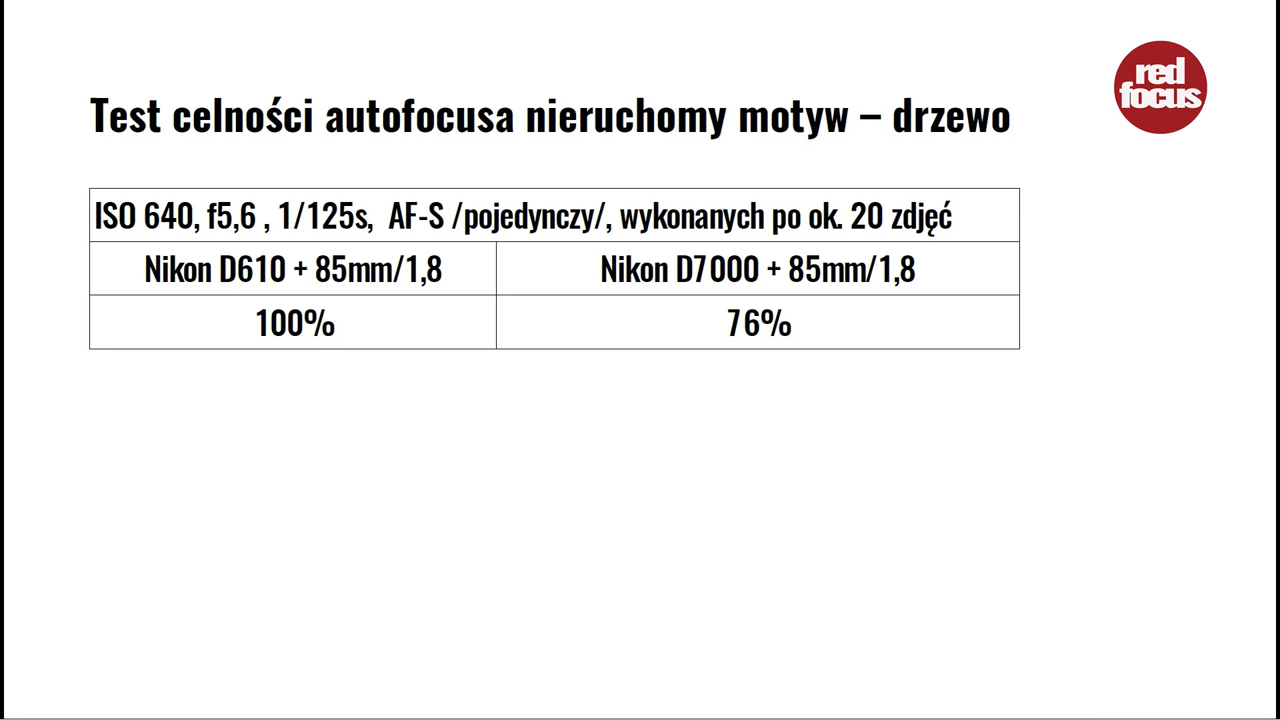 red
focus
Test celności autofocusa nieruchomy motyw – drzewo
ISO 640, f5,6 , 1/125s, AF-S /pojedynczy/, wykonanych po ok. 20 zdjęć
Nikon D610 + 85mm/1,8
Nikon D7000 + 85mm/1,8
100%
76%